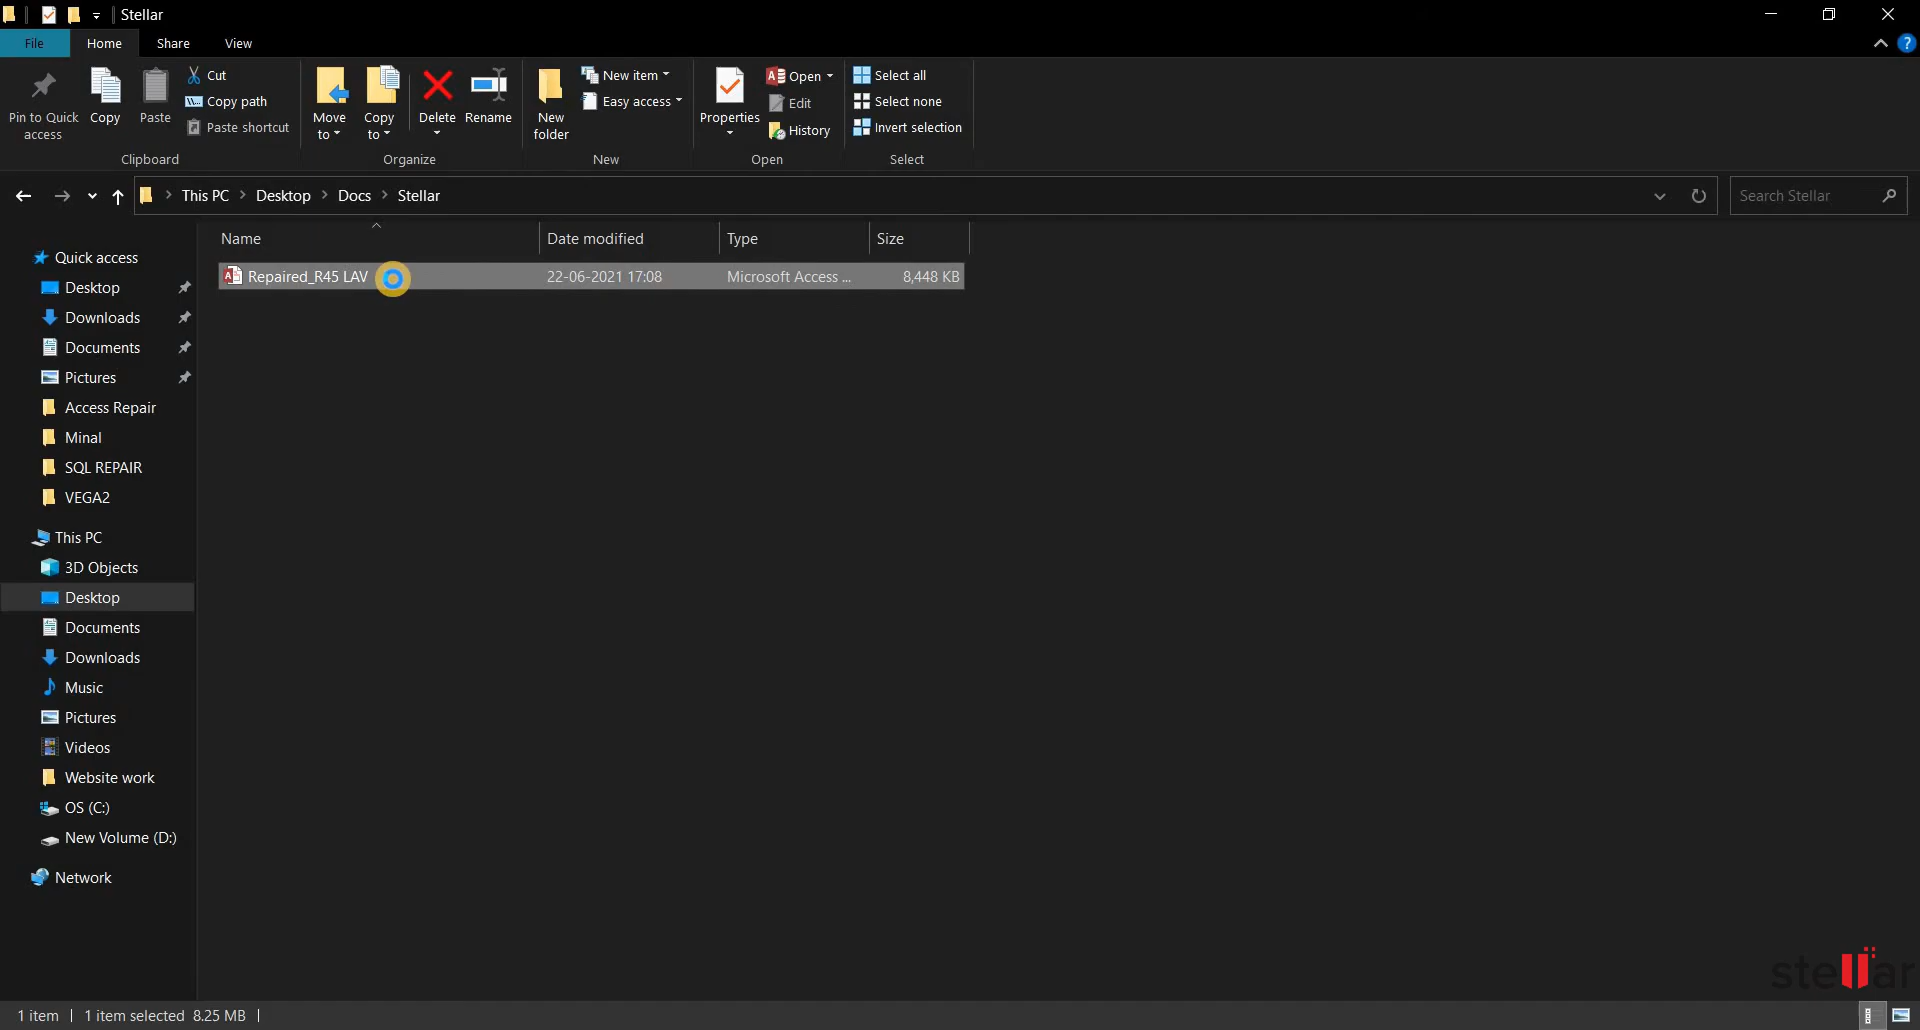 Stellar
File Home Share View
Pin to Quick access
Copy
Paste
Cut
Copy path
Paste shortcut
Clipboard
Move to
Copy to
Delete
Rename
Organize
New folder
New item
Easy access
New
Properties
Open
Edit
History
Open
Select all
Select none
Invert selection
Select
This PC > Desktop > Docs > Stellar
Search Stellar
Name Date modified Type Size
Repaired_R45 LAV 22-06-2021 17:08 Microsoft Access ... 8,448 KB
Quick access
Desktop
Downloads
Documents
Pictures
Access Repair
Minal
SQL REPAIR
VEGA2
This PC
3D Objects
Desktop
Documents
Downloads
Music
Pictures
Videos
Website work
OS (C:)
New Volume (D:)
Network
stellar
1 item | 1 item selected 8.25 MB |